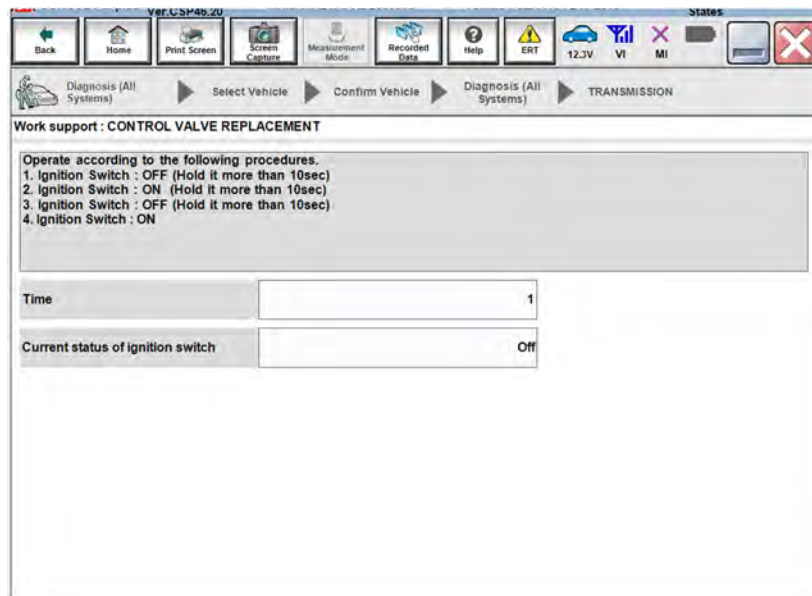 Ver.CSP46.20 States
Back Home Print Screen Screen Capture Measurement Mode Recorded Data Help ERT 12.3V VI MI
Diagnosis (All Systems) Select Vehicle Confirm Vehicle Diagnosis (All Systems) TRANSMISSION
Work support : CONTROL VALVE REPLACEMENT
Operate according to the following procedures.
1. Ignition Switch : OFF (Hold it more than 10sec)
2. Ignition Switch : ON (Hold it more than 10sec)
3. Ignition Switch : OFF (Hold it more than 10sec)
4. Ignition Switch : ON
Time 1
Current status of ignition switch Off